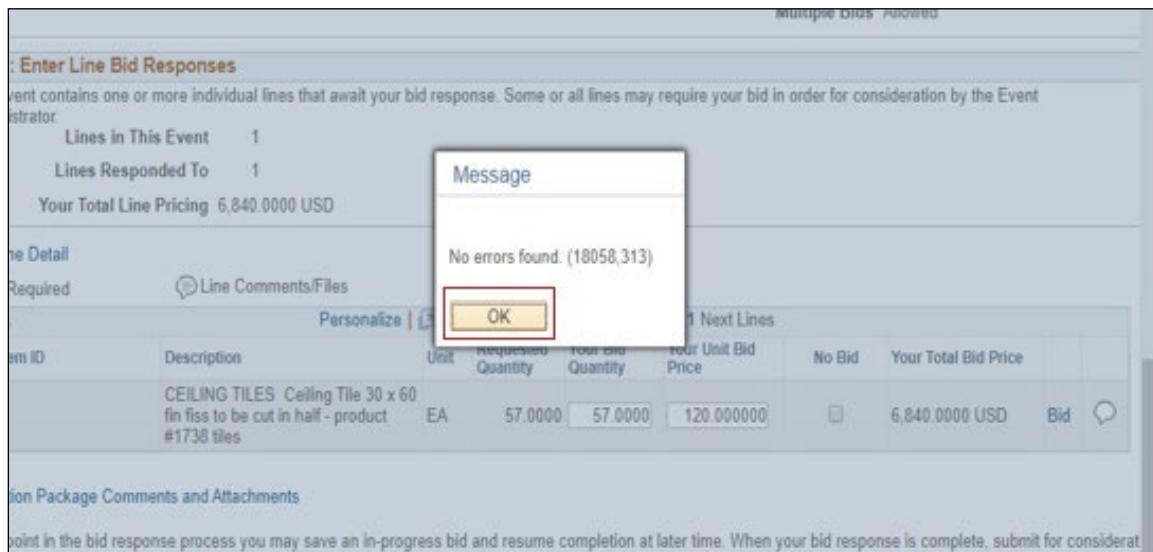 Multiple Bids Allowed
: Enter Line Bid Responses
vent contains one or more individual lines that await your bid response. Some or all lines may require your bid in order for consideration by the Event
istrator.
Lines in This Event 1
Lines Responded To 1
Your Total Line Pricing 6,840.0000 USD
Message
No errors found. (18058,313)
OK
ne Detail
Required Line Comments/Files
Personalize | 1 Next Lines
em ID Description Unit Requested Quantity Your Bid Quantity Your Unit Bid Price No Bid Your Total Bid Price
CEILING TILES Ceiling Tile 30 x 60
fin fiss to be cut in half - product EA 57.0000 57.0000 120.000000 6,840.0000 USD Bid
#1738 tiles
ion Package Comments and Attachments
point in the bid response process you may save an in-progress bid and resume completion at later time. When your bid response is complete, submit for considerat